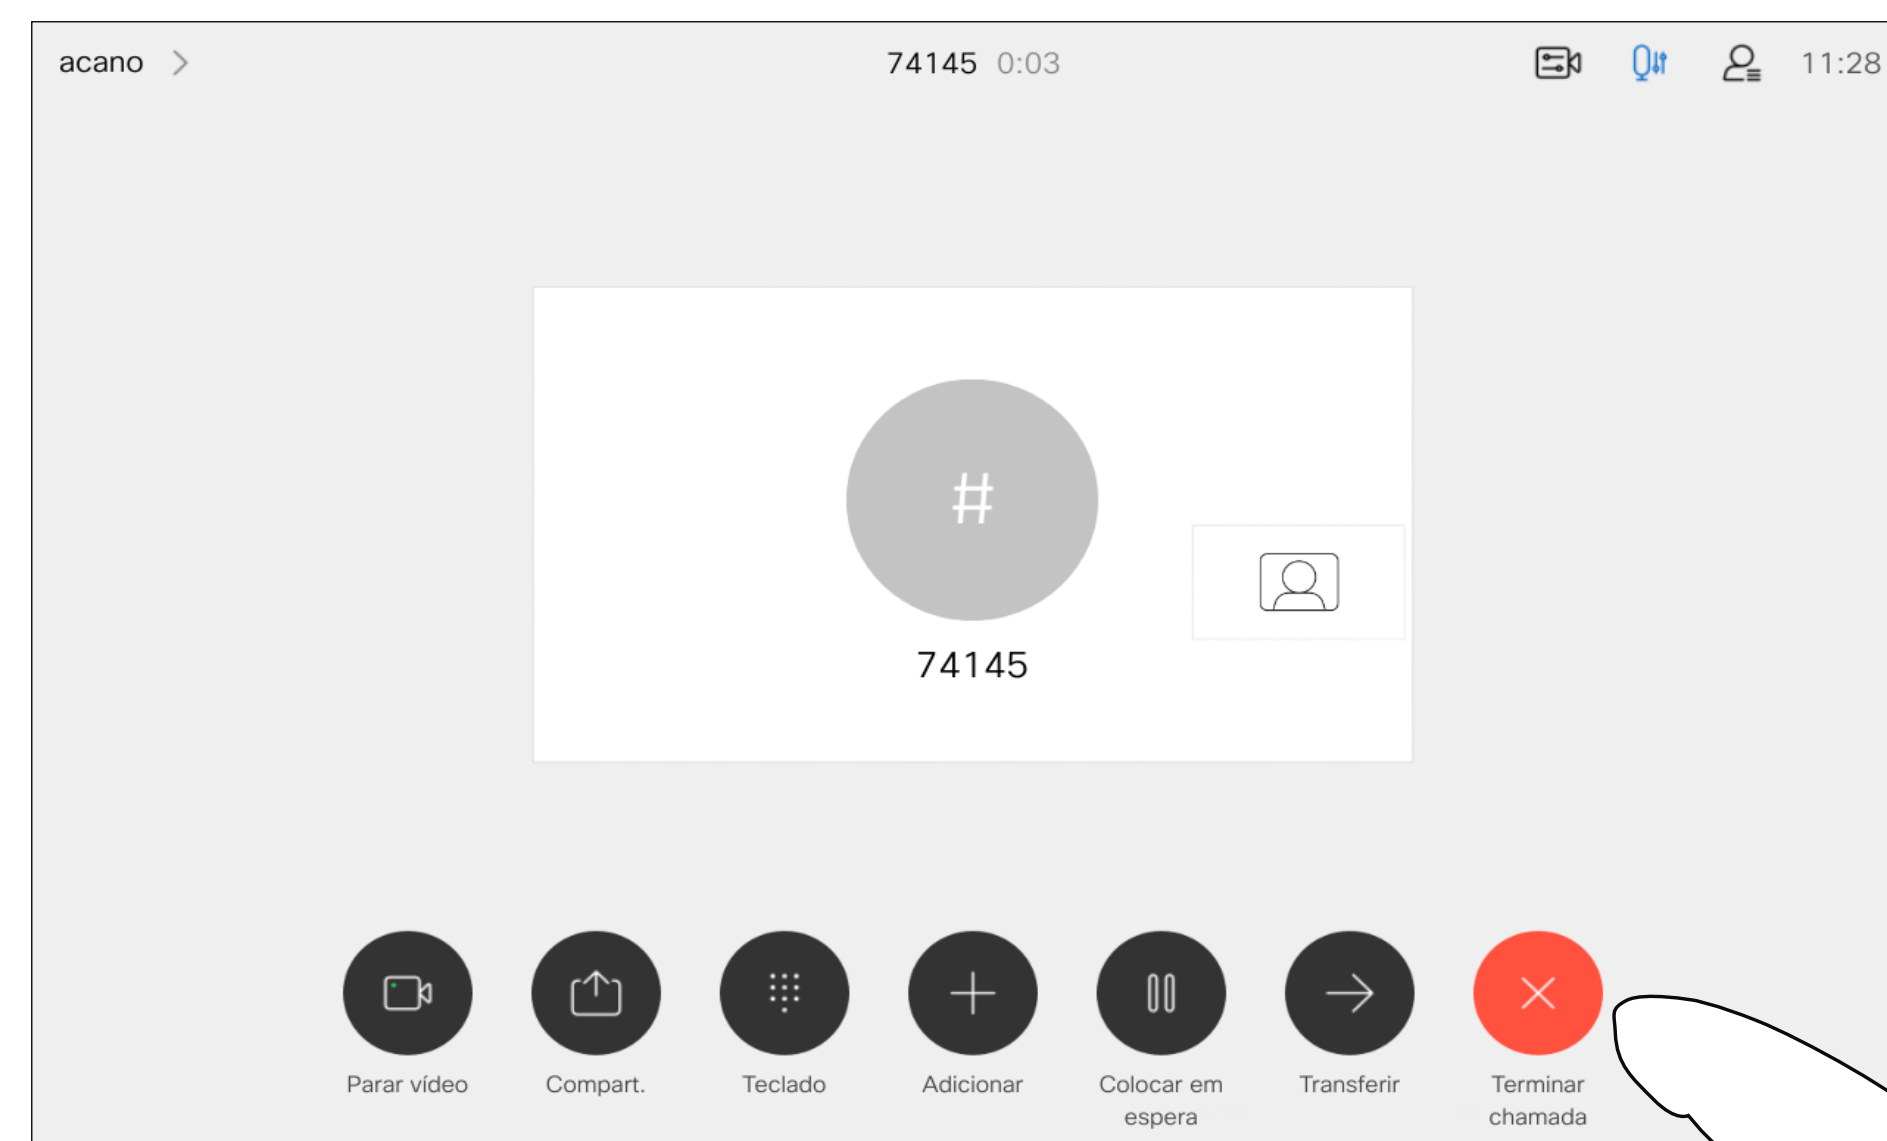 acano
74145 0:03
11:28
#
74145
Parar vídeo
Compart.
Teclado
Adicionar
Colocar em
espera
Transferir
Terminar
chamada